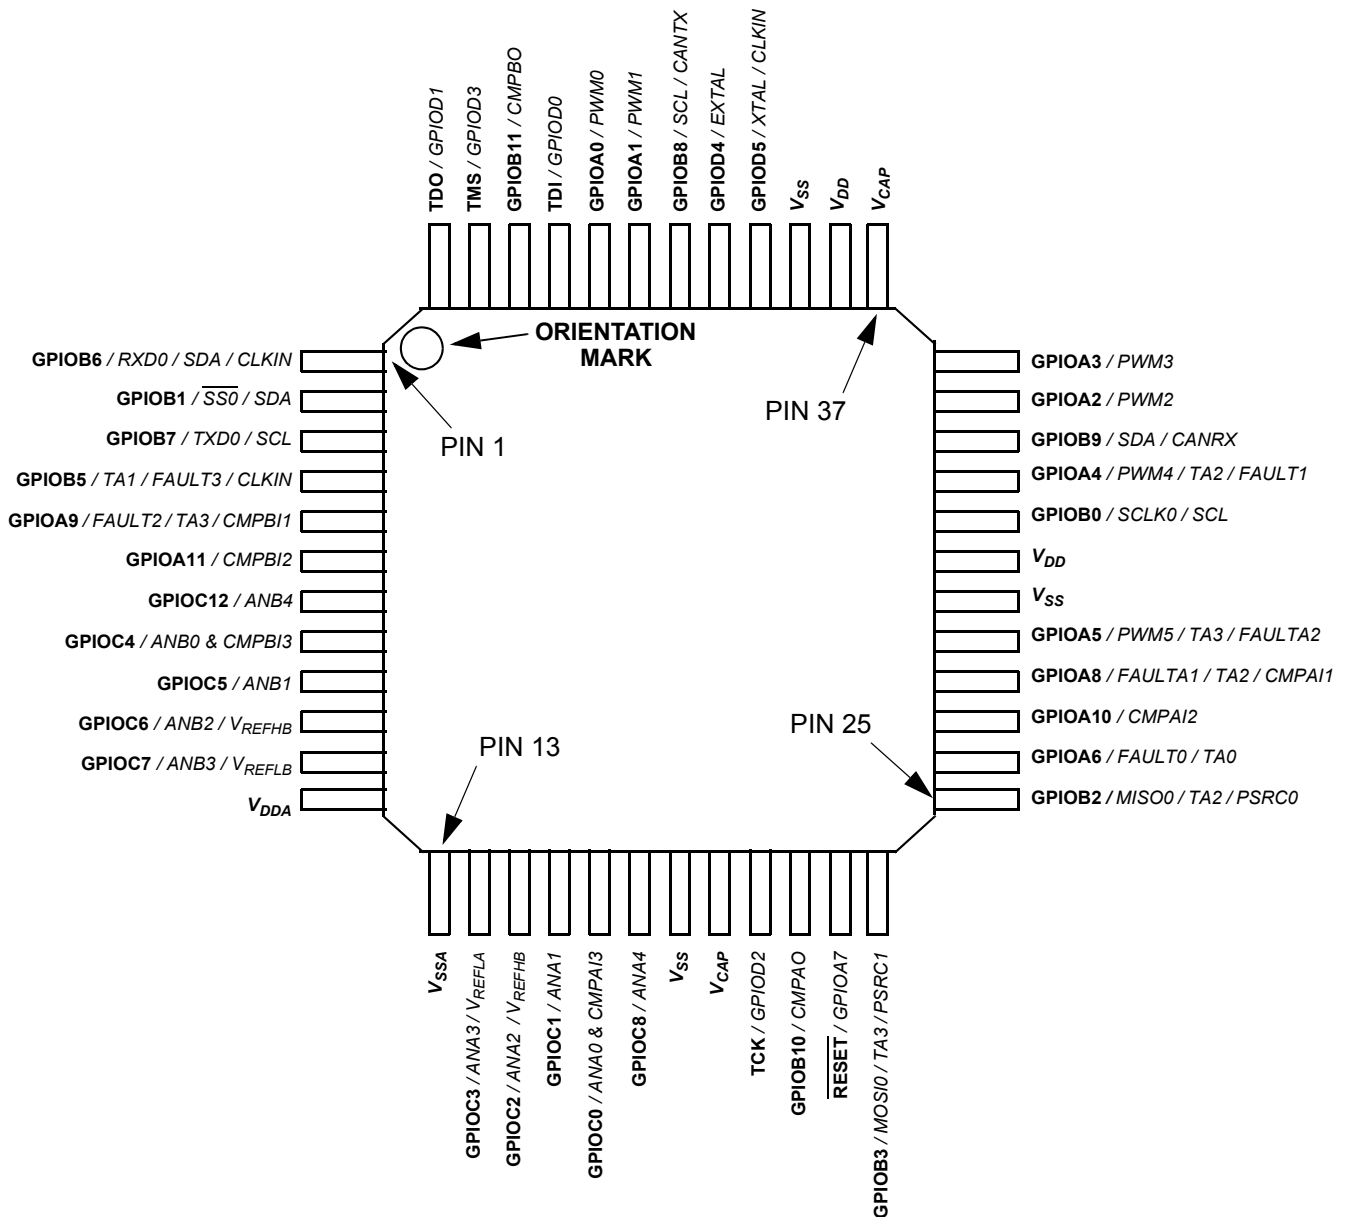 TDO / GPIOD1
TMS / GPIOD3
GPIOB11 / CMPBO
TDI / GPIOD0
GPIOA0 / PWM0
GPIOA1 / PWM1
GPIOB8 / SCL / CANTX
GPIOD4 / EXTAL
GPIOD5 / XTAL / CLKIN
VSS
VDD
VCAP
ORIENTATION
MARK
PIN 1
PIN 37
GPIOB6 / RXD0 / SDA / CLKIN
GPIOB1 / SS0 / SDA
GPIOB7 / TXD0 / SCL
GPIOB5 / TA1 / FAULT3 / CLKIN
GPIOA9 / FAULT2 / TA3 / CMPBI1
GPIOA11 / CMPBI2
GPIOC12 / ANB4
GPIOC4 / ANB0 & CMPBI3
GPIOC5 / ANB1
GPIOC6 / ANB2 / VREFHB
GPIOC7 / ANB3 / VREFLB
VDDA
GPIOA3 / PWM3
GPIOA2 / PWM2
GPIOB9 / SDA / CANRX
GPIOA4 / PWM4 / TA2 / FAULT1
GPIOB0 / SCLK0 / SCL
VDD
VSS
GPIOA5 / PWM5 / TA3 / FAULTA2
GPIOA8 / FAULTA1 / TA2 / CMPAI1
GPIOA10 / CMPAI2
GPIOA6 / FAULT0 / TA0
GPIOB2 / MISO0 / TA2 / PSRC0
PIN 13
PIN 25
VSSA
GPIOC3 / ANA3 / VREFLA
GPIOC2 / ANA2 / VREFHB
GPIOC1 / ANA1
GPIOC0 / ANA0 & CMPAI3
GPIOC8 / ANA4
VSS
VCAP
TCK / GPIOD2
GPIOB10 / CMPAO
RESET / GPIOA7
GPIOB3 / MOSI0 / TA3 / PSRC1